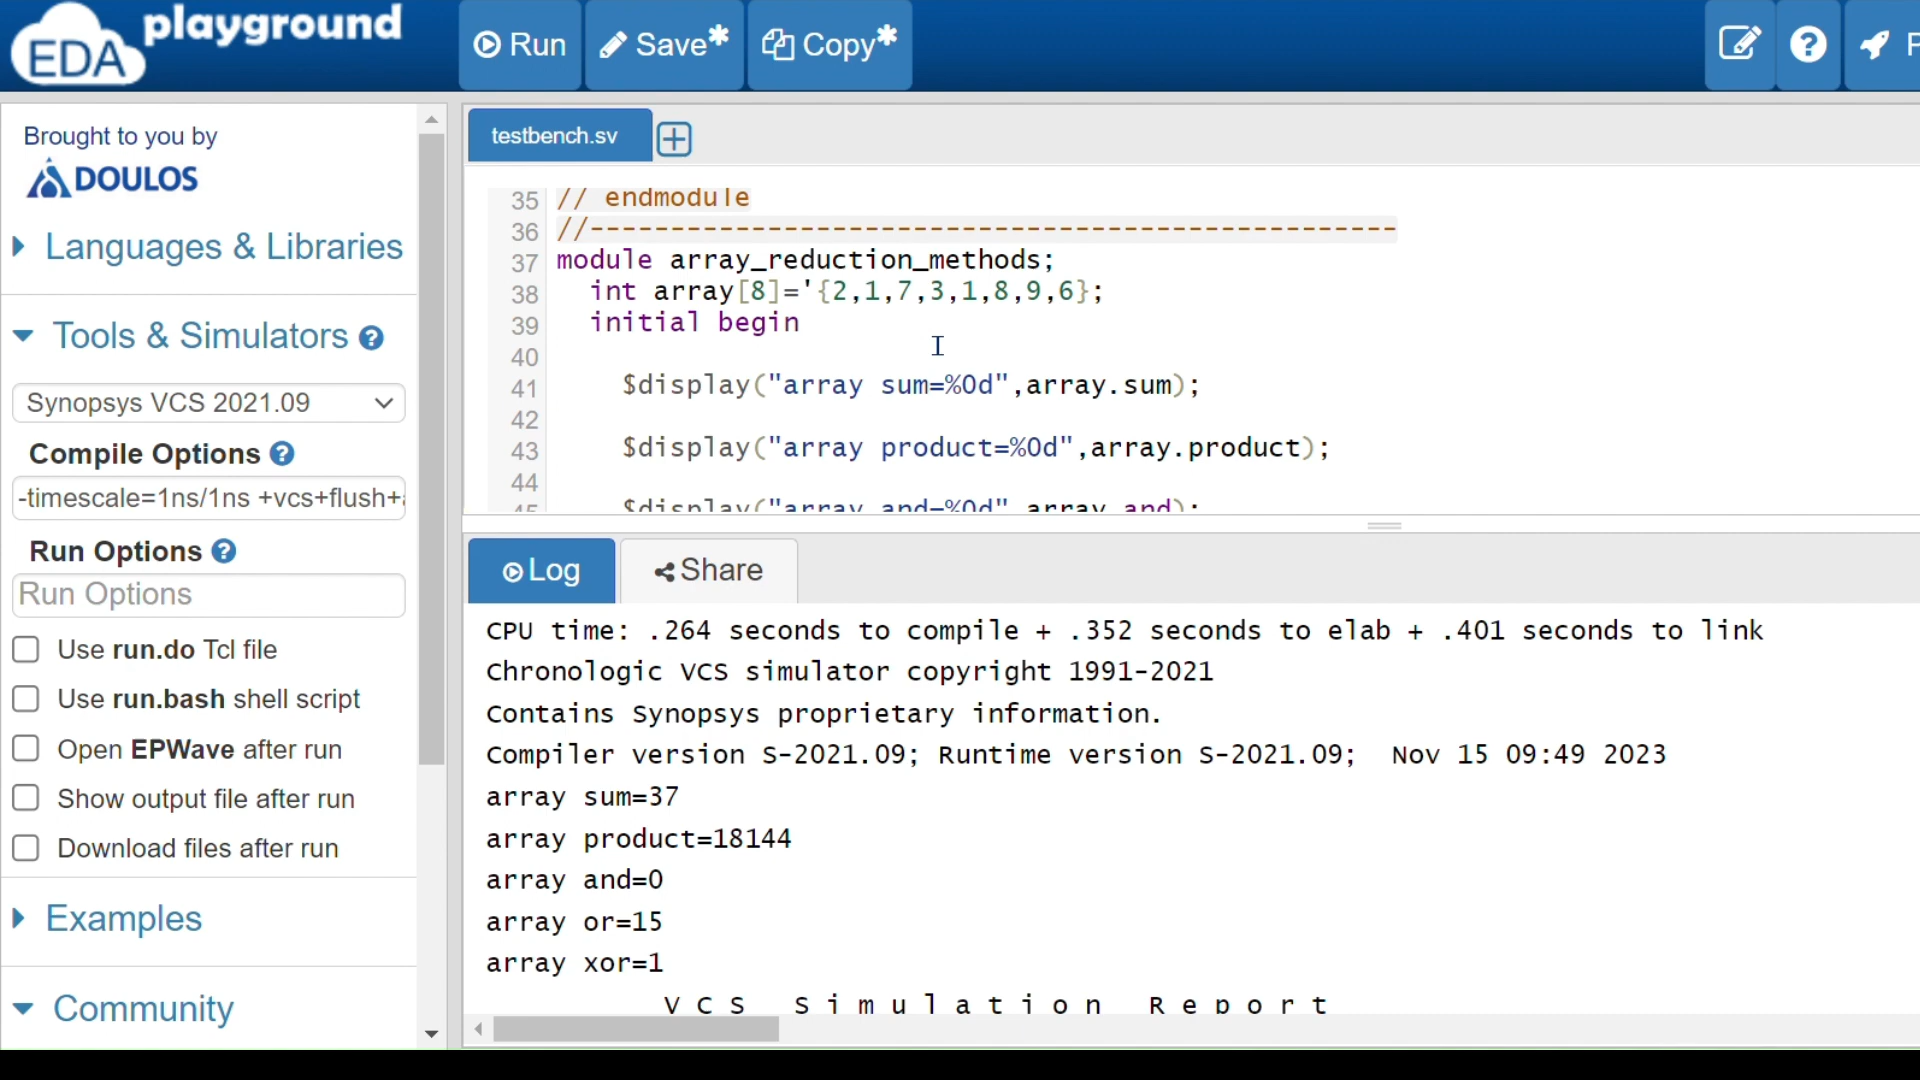 EDA playground
Run
Save*
Copy*
Brought to you by
DOULOS
Languages & Libraries
Tools & Simulators
Synopsys VCS 2021.09
Compile Options
-timescale=1ns/1ns +vcs+flush+
Run Options
Run Options
Use run.do Tcl file
Use run.bash shell script
Open EPWave after run
Show output file after run
Download files after run
Examples
Community
testbench.sv
35 // endmodule
36 //--------------------------------------------------
37 module array_reduction_methods;
38 int array[8]='{2,1,7,3,1,8,9,6};
39 initial begin
40
41 $display("array sum=%0d",array.sum);
42
43 $display("array product=%0d",array.product);
44
45 $display("array and=%0d",array.and);
Log
Share
CPU time: .264 seconds to compile + .352 seconds to elab + .401 seconds to link
Chronologic VCS simulator copyright 1991-2021
Contains Synopsys proprietary information.
Compiler version S-2021.09; Runtime version S-2021.09; Nov 15 09:49 2023
array sum=37
array product=18144
array and=0
array or=15
array xor=1
V C S S i m u l a t i o n R e p o r t